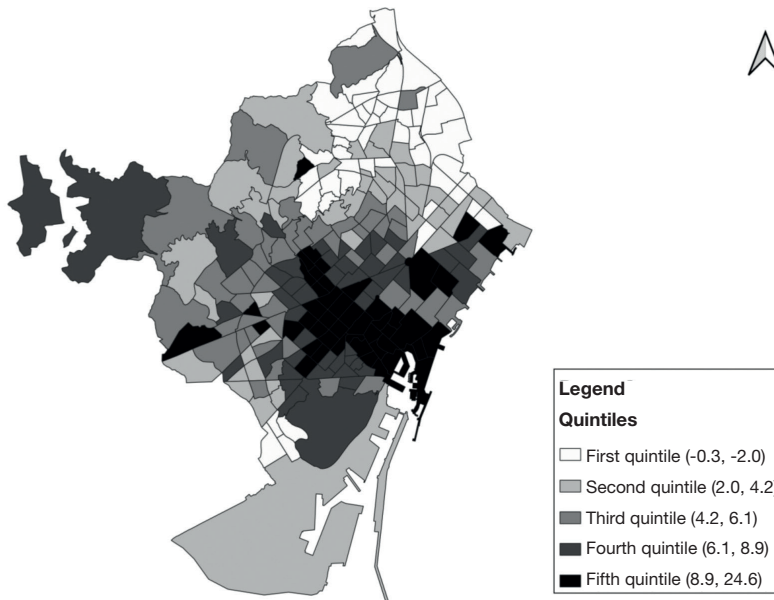 Legend
Quintiles
First quintile (-0.3, -2.0)
Second quintile (2.0, 4.2)
Third quintile (4.2, 6.1)
Fourth quintile (6.1, 8.9)
Fifth quintile (8.9, 24.6)